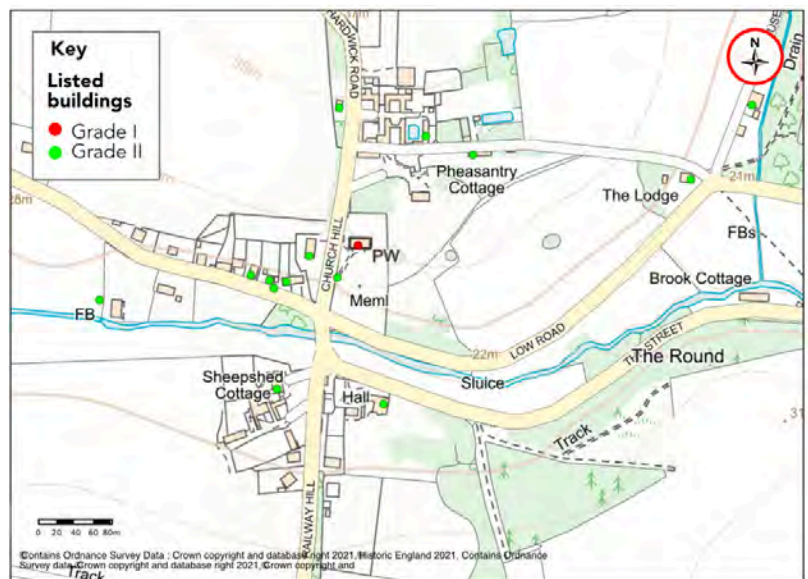 Key
Listed
buildings
Grade I
Grade II
HARDWICK ROAD
N
Drain
Pheasantry
Cottage
The Lodge
21m
28m
CHURCH HILL
PW
Meml
FBs
Brook Cottage
FB
LOW ROAD
22m
THE STREET
The Round
Sluice
Sheepshed
Cottage
Hall
Track
RAILWAY HILL
0 20 40 60 80m
©Contains Ordnance Survey Data : Crown copyright and database right 2021, Historic England 2021, Contains Ordnance
Survey data Crown copyright and database right 2021, Crown copyright and
Track